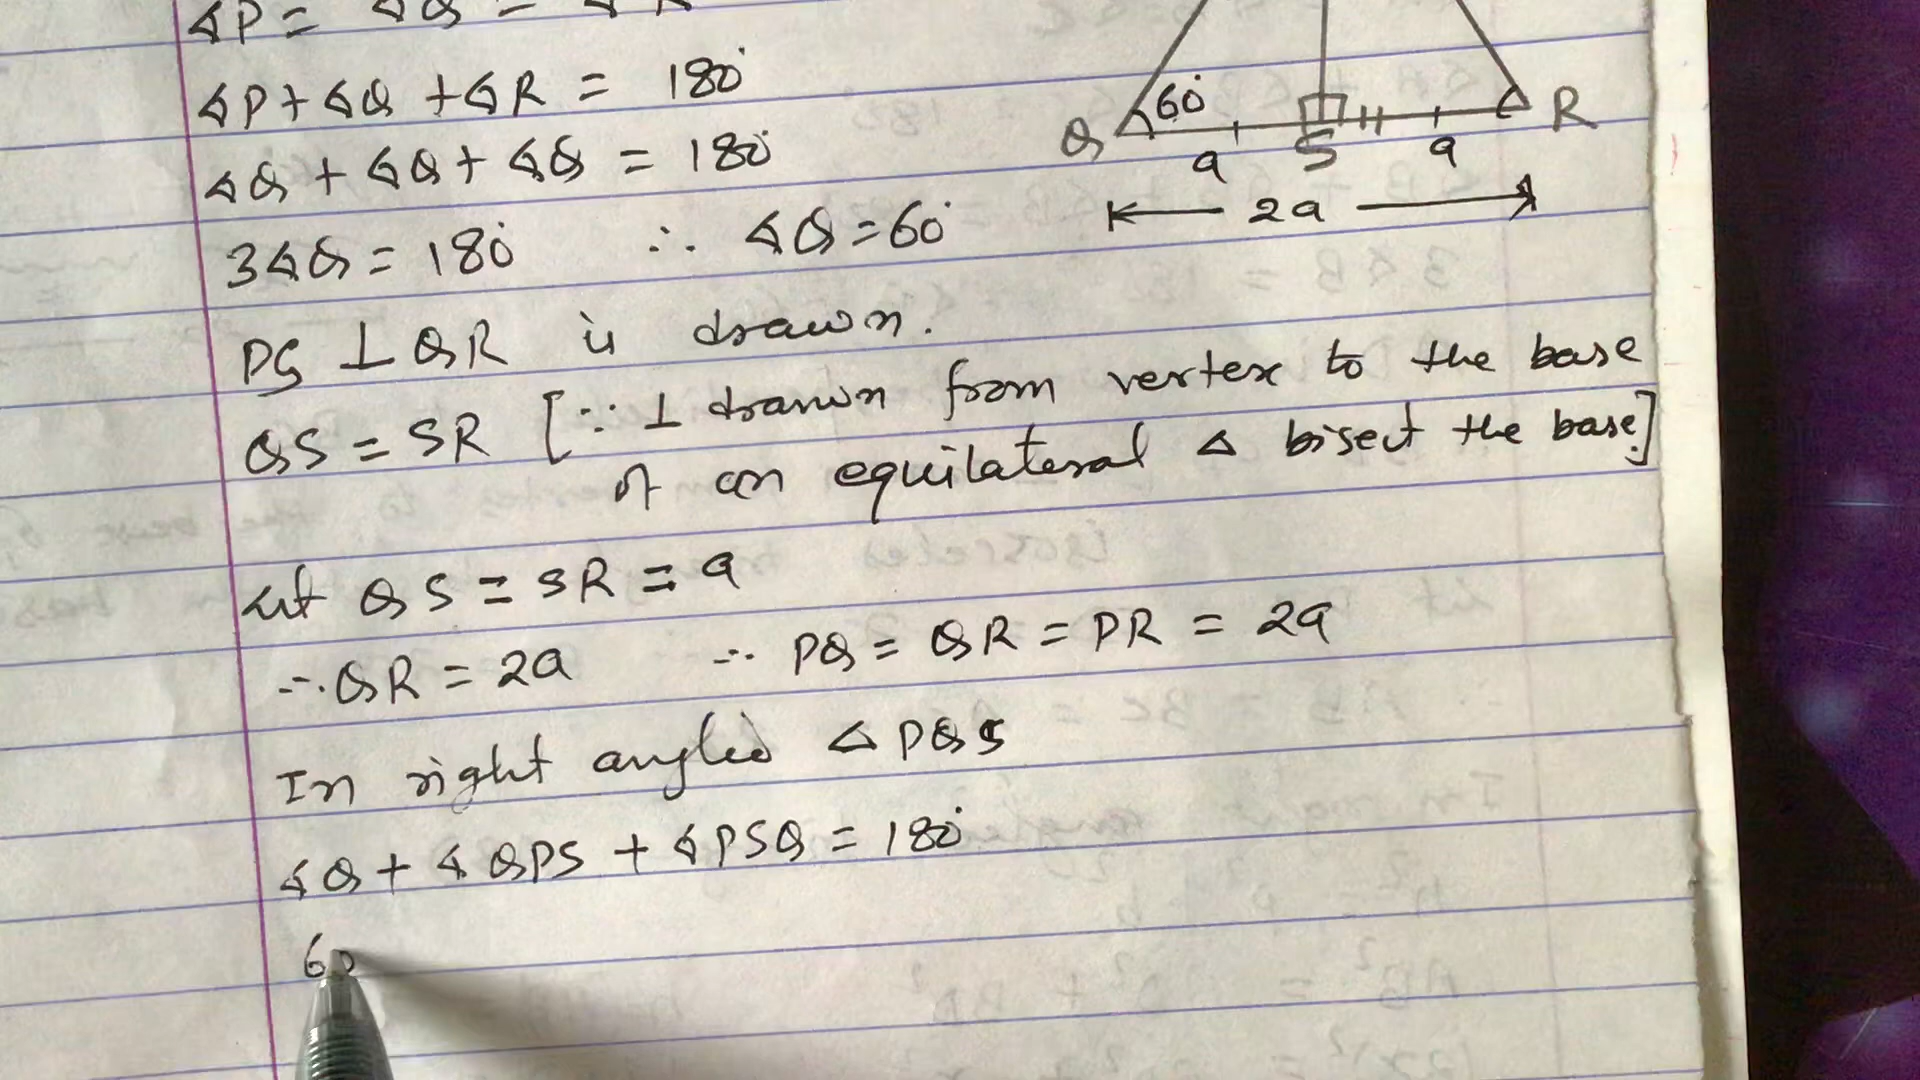 ∢P = ∢Q = ∢R
∢P + ∢Q + ∢R = 180°
∢Q + ∢Q + ∢Q = 180°
3∢Q = 180° ∴ ∢Q = 60°
60°
Q S R
a a
2a
PS ⊥ QR is drawn.
QS = SR [∵ ⊥ drawn from vertex to the base
of an equilateral △ bisect the base]
Let QS = SR = a
∴ QR = 2a ∴ PQ = QR = PR = 2a
In right angled △PQS
∢Q + ∢QPS + ∢PSQ = 180°
60